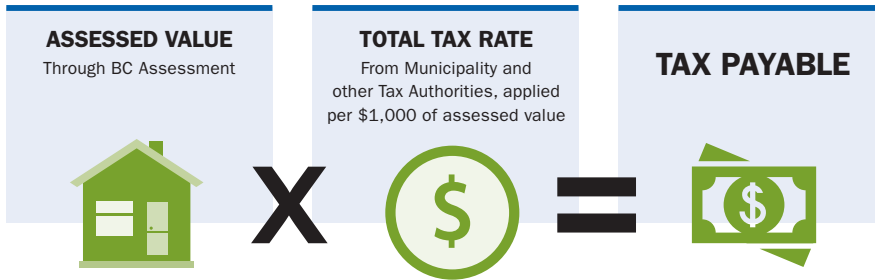 ASSESSED VALUE
Through BC Assessment
X
TOTAL TAX RATE
From Municipality and
other Tax Authorities, applied
per $1,000 of assessed value
$
=
TAX PAYABLE
$